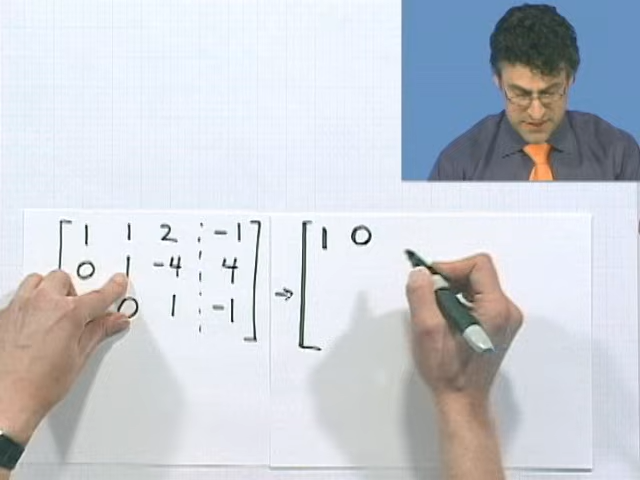 1 1 2 -1 1 0
0 1 -4 4 →
0 1 -1